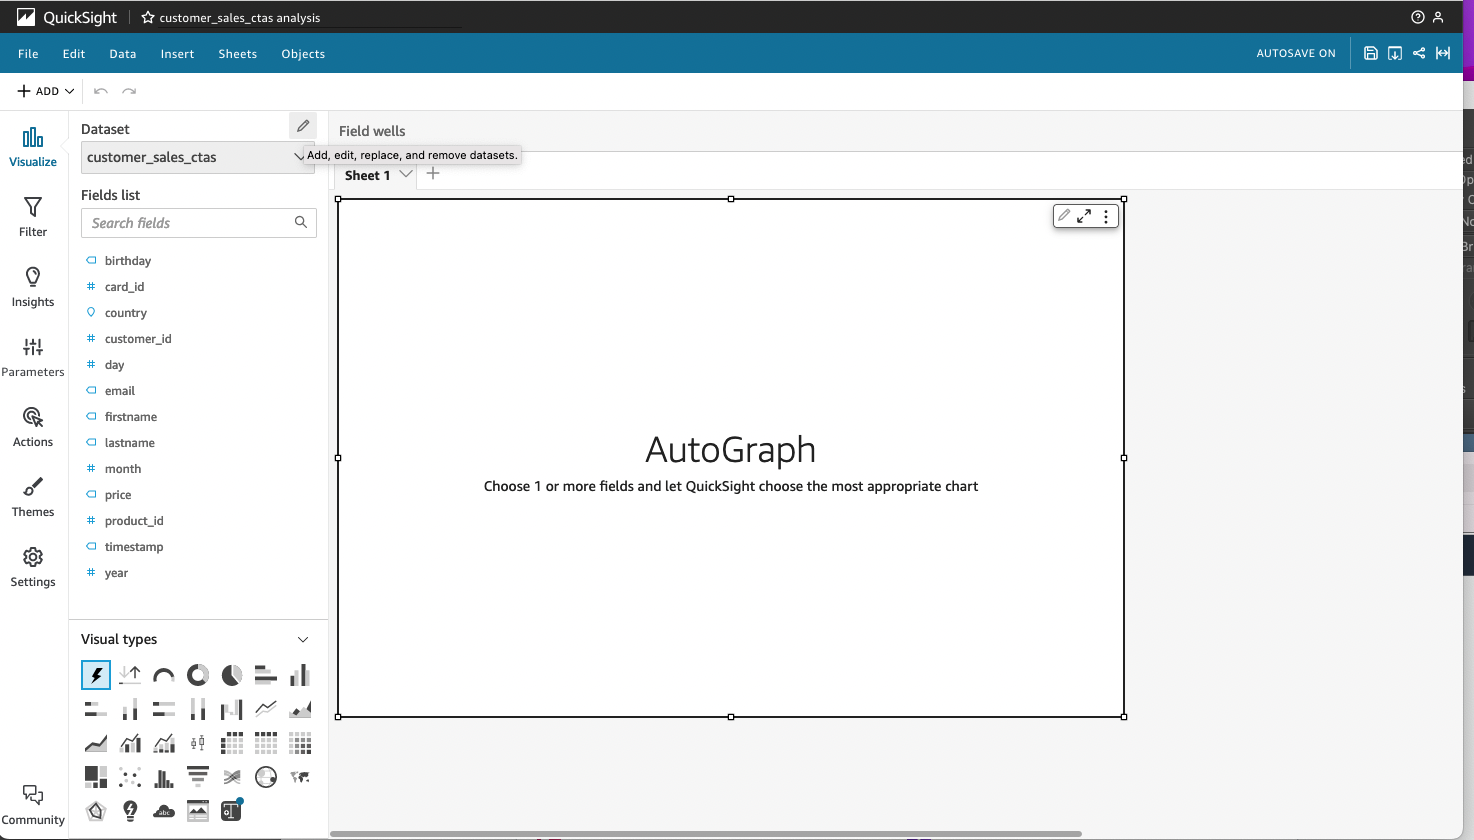 QuickSight
customer_sales_ctas analysis
File Edit Data Insert Sheets Objects
AUTOSAVE ON
ADD
Visualize
Filter
Insights
Parameters
Actions
Themes
Settings
Community
Dataset
customer_sales_ctas
Fields list
Search fields
birthday
card_id
country
customer_id
day
email
firstname
lastname
month
price
product_id
timestamp
year
Visual types
abc
Field wells
Add, edit, replace, and remove datasets.
Sheet 1
AutoGraph
Choose 1 or more fields and let QuickSight choose the most appropriate chart